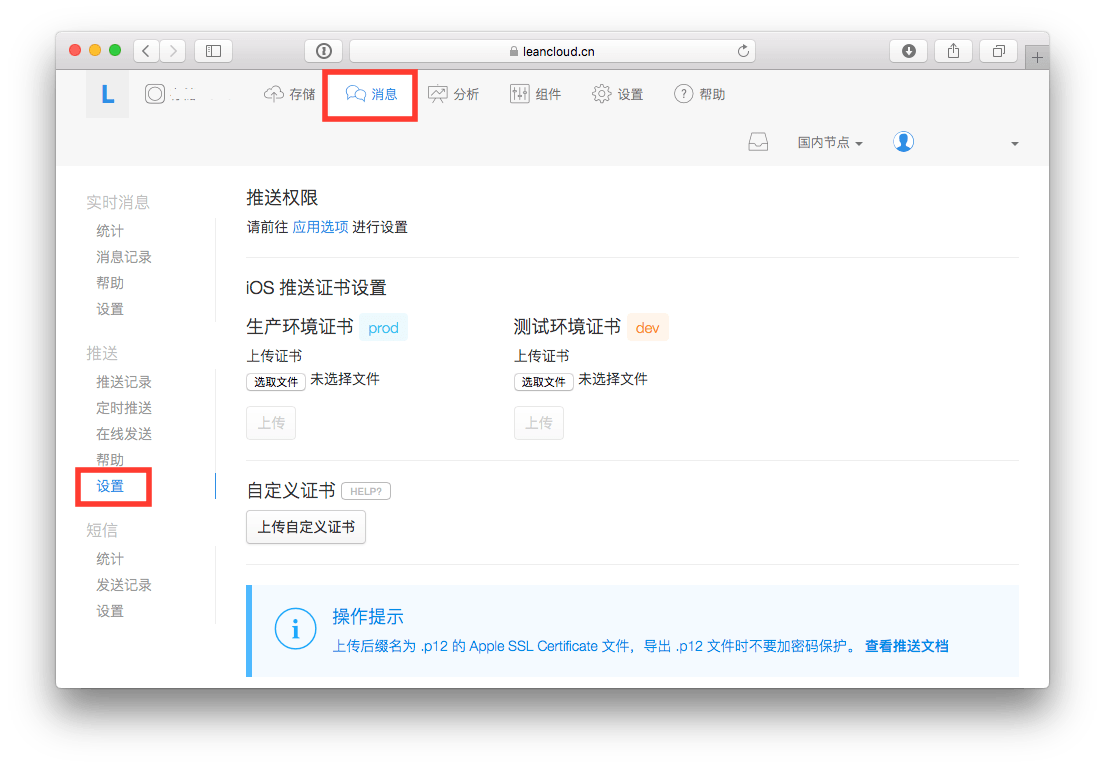 leancloud.cn
L
存储
消息
分析
组件
设置
帮助
国内节点
实时消息
统计
消息记录
帮助
设置
推送
推送记录
定时推送
在线发送
帮助
设置
短信
统计
发送记录
设置
推送权限
请前往 应用选项 进行设置
iOS 推送证书设置
生产环境证书 prod
上传证书
选取文件 未选择文件
上传
测试环境证书 dev
上传证书
选取文件 未选择文件
上传
自定义证书 HELP?
上传自定义证书
操作提示
上传后缀名为 .p12 的 Apple SSL Certificate 文件，导出 .p12 文件时不要加密码保护。 查看推送文档